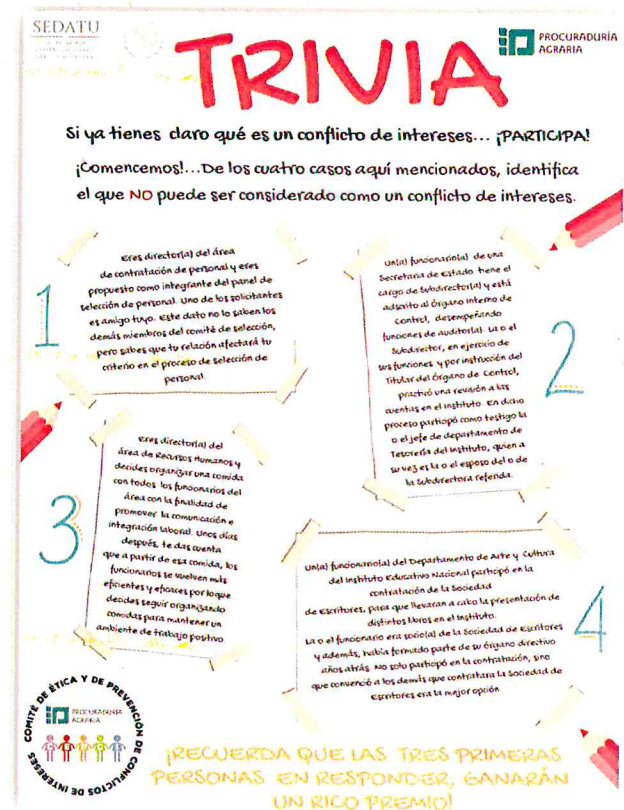 SEDATU
TRIVIA
PROCURADURÍA
AGRARIA
Si ya tienes claro qué es un conflicto de intereses... ¡PARTICIPA!
¡Comencemos!...De los cuatro casos aquí mencionados, identifica
el que NO puede ser considerado como un conflicto de intereses.
1
Eres director(a) del área
de contratación de personal y eres
propuesto como integrante del panel de
selección de personal. Uno de los solicitantes
es amigo tuyo. Este dato no lo saben los
demás miembros del comité de selección,
pero sabes que tu relación afectará tu
criterio en el proceso de selección de
personal.
2
Un(a) funcionario(a) de una
Secretaría de Estado tiene el
cargo de Subdirector(a) y está
adscrito al Órgano Interno de
Control, desempeñando
funciones de auditor(a). La o el
Subdirector, en ejercicio de
sus funciones y por instrucción del
Titular del Órgano de Control,
practicó una revisión a las
cuentas en el Instituto. En dicho
proceso participó como testigo la
o el jefe de departamento de
Tesorería del Instituto, quien a
su vez es la o el esposo del o de
la Subdirectora referida.
3
Eres director(a) del
área de Recursos Humanos y
decides organizar una comida
con todos los funcionarios del
área con la finalidad de
promover la comunicación e
integración laboral. Unos días
después, te das cuenta
que a partir de esa comida, los
funcionarios se vuelven más
eficientes y eficaces por loque
decides seguir organizando
comidas para mantener un
ambiente de trabajo positivo
4
Un(a) funcionario(a) del Departamento de Arte y Cultura
del Instituto Educativo Nacional participó en la
contratación de la Sociedad
de Escritores, para que llevaran a cabo la presentación de
distintos libros en el Instituto.
La o el funcionario era socio(a) de la Sociedad de Escritores
y además, había formado parte de su órgano directivo
años atrás. No solo participó en la contratación, sino
que convenció a los demás que contratara la Sociedad de
Escritores era la mejor opción.
COMITÉ DE ÉTICA Y DE PREVENCIÓN DE CONFLICTOS DE INTERESES
PROCURADURÍA
AGRARIA
¡RECUERDA QUE LAS TRES PRIMERAS
PERSONAS EN RESPONDER, GANARÁN
UN RICO PREMIO!